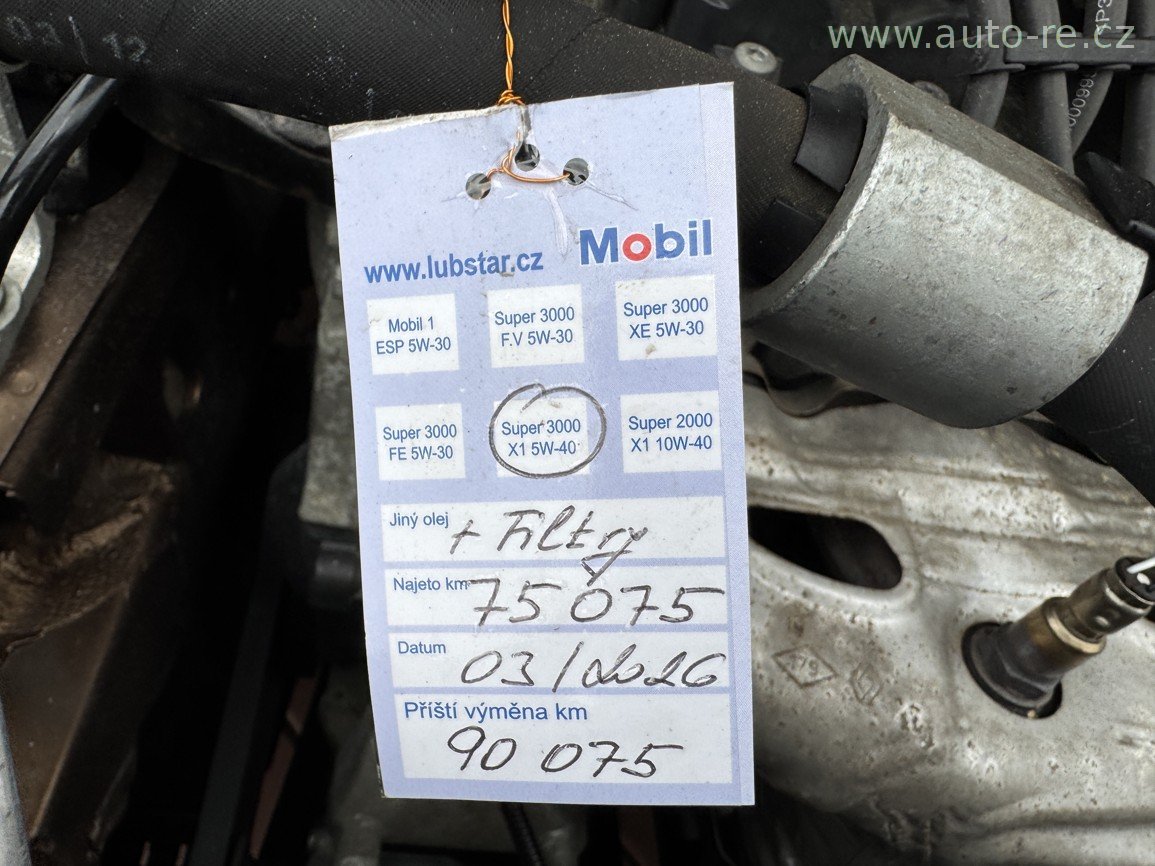 03/12
www.auto-re.cz
www.lubstar.cz
Mobil
Mobil 1
ESP 5W-30
Super 3000
F.V 5W-30
Super 3000
XE 5W-30
Super 3000
FE 5W-30
Super 3000
X1 5W-40
Super 2000
X1 10W-40
Jiný olej + Filtry
Najeto km 75 075
Datum 03/2026
Příští výměna km
90 075